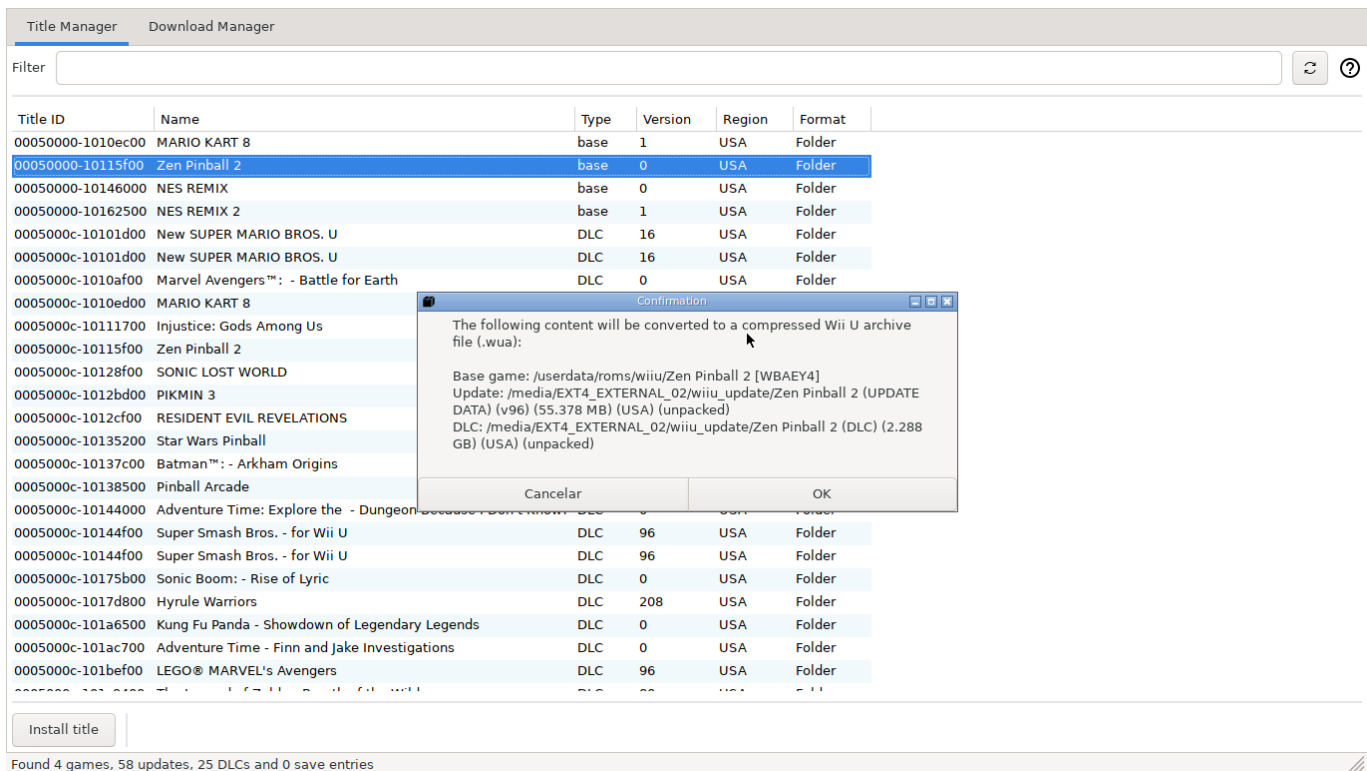 Title Manager Download Manager
Filter
Title ID Name Type Version Region Format
00050000-1010ec00 MARIO KART 8 base 1 USA Folder
00050000-10115f00 Zen Pinball 2 base 0 USA Folder
00050000-10146000 NES REMIX base 0 USA Folder
00050000-10162500 NES REMIX 2 base 1 USA Folder
0005000c-10101d00 New SUPER MARIO BROS. U DLC 16 USA Folder
0005000c-10101d00 New SUPER MARIO BROS. U DLC 16 USA Folder
0005000c-1010af00 Marvel Avengers™: - Battle for Earth DLC 0 USA Folder
0005000c-1010ed00 MARIO KART 8
0005000c-10111700 Injustice: Gods Among Us
0005000c-10115f00 Zen Pinball 2
0005000c-10128f00 SONIC LOST WORLD
0005000c-1012bd00 PIKMIN 3
0005000c-1012cf00 RESIDENT EVIL REVELATIONS
0005000c-10135200 Star Wars Pinball
0005000c-10137c00 Batman™: - Arkham Origins
0005000c-10138500 Pinball Arcade
Confirmation
The following content will be converted to a compressed Wii U archive
file (.wua):
Base game: /userdata/roms/wiiu/Zen Pinball 2 [WBAEY4]
Update: /media/EXT4_EXTERNAL_02/wiiu_update/Zen Pinball 2 (UPDATE
DATA) (v96) (55.378 MB) (USA) (unpacked)
DLC: /media/EXT4_EXTERNAL_02/wiiu_update/Zen Pinball 2 (DLC) (2.288
GB) (USA) (unpacked)
Cancelar OK
0005000c-10144000 Adventure Time: Explore the - Dungeon
0005000c-10144f00 Super Smash Bros. - for Wii U DLC 96 USA Folder
0005000c-10144f00 Super Smash Bros. - for Wii U DLC 96 USA Folder
0005000c-10175b00 Sonic Boom: - Rise of Lyric DLC 0 USA Folder
0005000c-1017d800 Hyrule Warriors DLC 208 USA Folder
0005000c-101a6500 Kung Fu Panda - Showdown of Legendary Legends DLC 0 USA Folder
0005000c-101ac700 Adventure Time - Finn and Jake Investigations DLC 0 USA Folder
0005000c-101bef00 LEGO® MARVEL's Avengers DLC 96 USA Folder
Install title
Found 4 games, 58 updates, 25 DLCs and 0 save entries